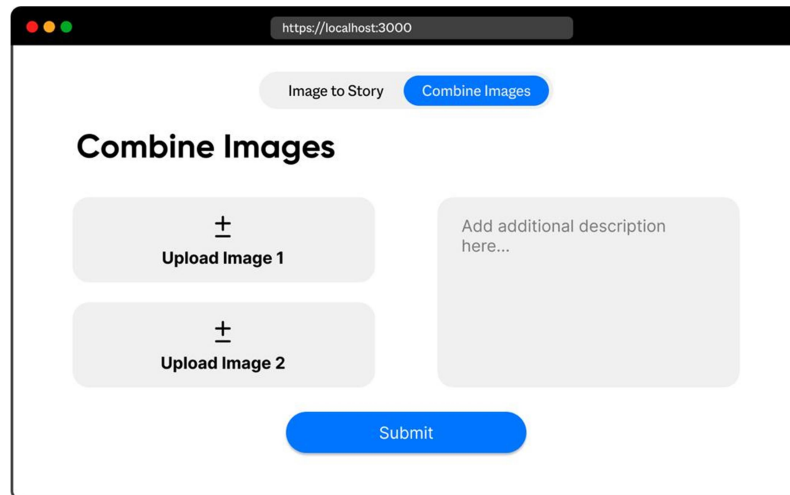 https://localhost:3000
Image to Story
Combine Images
Combine Images
Upload Image 1
Add additional description
here...
Upload Image 2
Submit